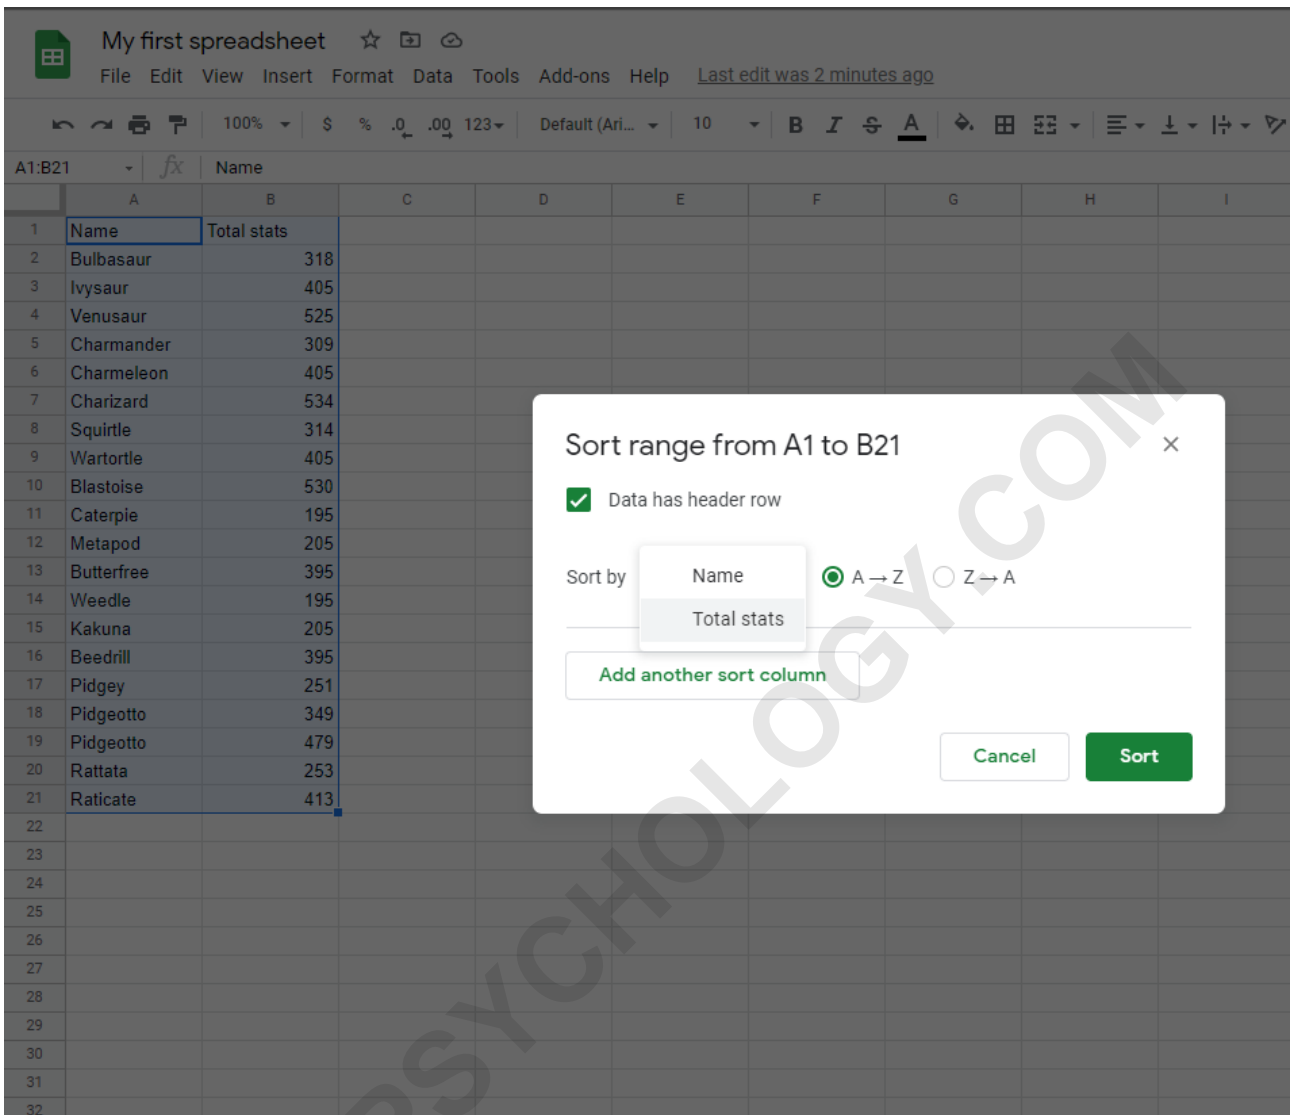 My first spreadsheet
File Edit View Insert Format Data Tools Add-ons Help Last edit was 2 minutes ago
100% $ % .0 .00 123 Default (Ari... 10 B I S A
A1:B21 fx Name
A B C D E F G H I
1 Name Total stats
2 Bulbasaur 318
3 Ivysaur 405
4 Venusaur 525
5 Charmander 309
6 Charmeleon 405
7 Charizard 534
8 Squirtle 314
9 Wartortle 405
10 Blastoise 530
11 Caterpie 195
12 Metapod 205
13 Butterfree 395
14 Weedle 195
15 Kakuna 205
16 Beedrill 395
17 Pidgey 251
18 Pidgeotto 349
19 Pidgeotto 479
20 Rattata 253
21 Raticate 413
22
23
24
25
26
27
28
29
30
31
32
Sort range from A1 to B21
Data has header row
Sort by Name A → Z Z → A
Total stats
Add another sort column
Cancel Sort
RPSYCHOLOGY.COM